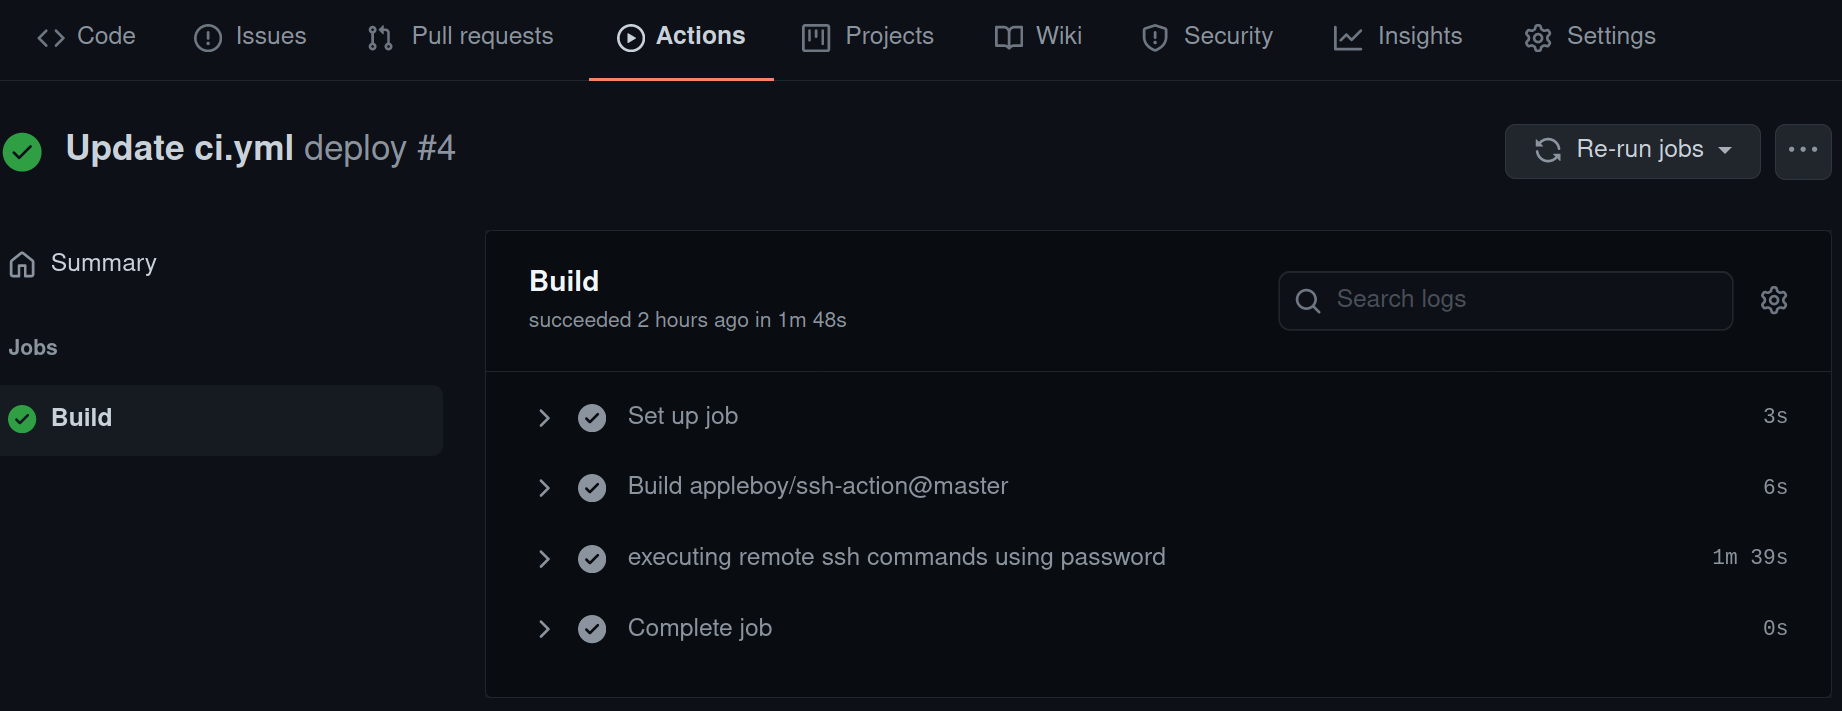 Code Issues Pull requests Actions Projects Wiki Security Insights Settings
Update ci.yml deploy #4
Re-run jobs
Summary
Jobs
Build
Build
succeeded 2 hours ago in 1m 48s
Search logs
Set up job 3s
Build appleboy/ssh-action@master 6s
executing remote ssh commands using password 1m 39s
Complete job 0s